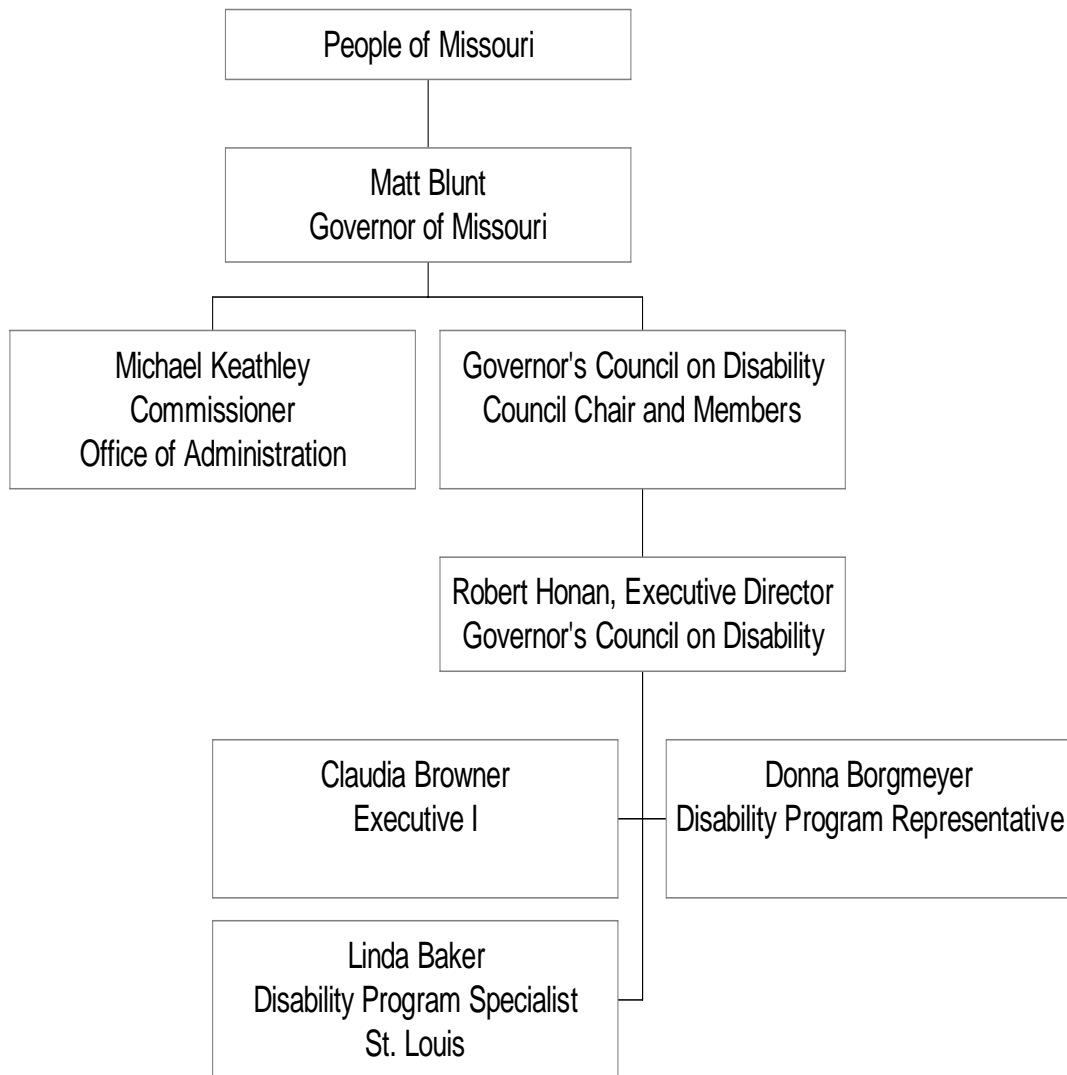 People of Missouri
Matt Blunt
Governor of Missouri
Michael Keathley
Commissioner
Office of Administration
Governor's Council on Disability
Council Chair and Members
Robert Honan, Executive Director
Governor's Council on Disability
Claudia Browner
Executive I
Donna Borgmeyer
Disability Program Representative
Linda Baker
Disability Program Specialist
St. Louis